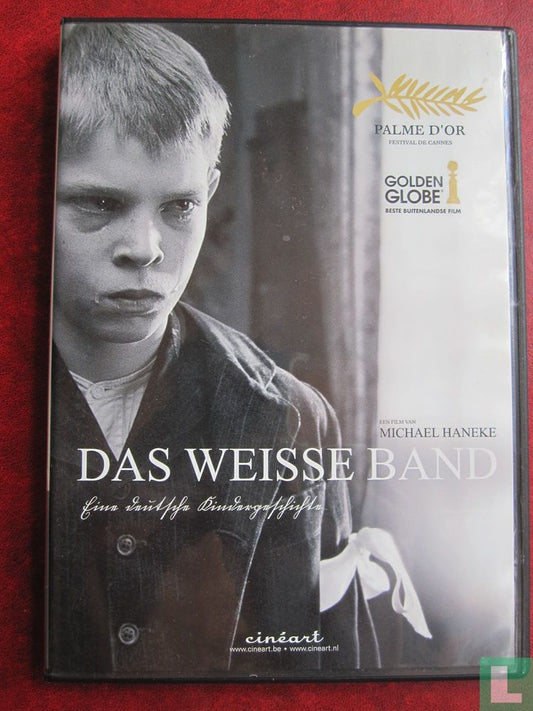 PALME D'OR
FESTIVAL DE CANNES
GOLDEN
GLOBE®
BESTE BUITENLANDSE FILM
EEN FILM VAN
MICHAEL HANEKE
DAS WEISSE BAND
Eine deutsche Kindergeschichte
cinéart
www.cineart.be • www.cineart.nl
L